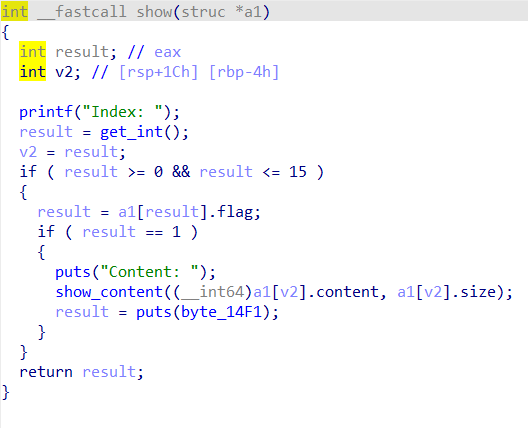 int __fastcall show(struc *a1)
{
  int result; // eax
  int v2; // [rsp+1Ch] [rbp-4h]

  printf("Index: ");
  result = get_int();
  v2 = result;
  if ( result >= 0 && result <= 15 )
  {
    result = a1[result].flag;
    if ( result == 1 )
    {
      puts("Content: ");
      show_content((__int64)a1[v2].content, a1[v2].size);
      result = puts(byte_14F1);
    }
  }
  return result;
}